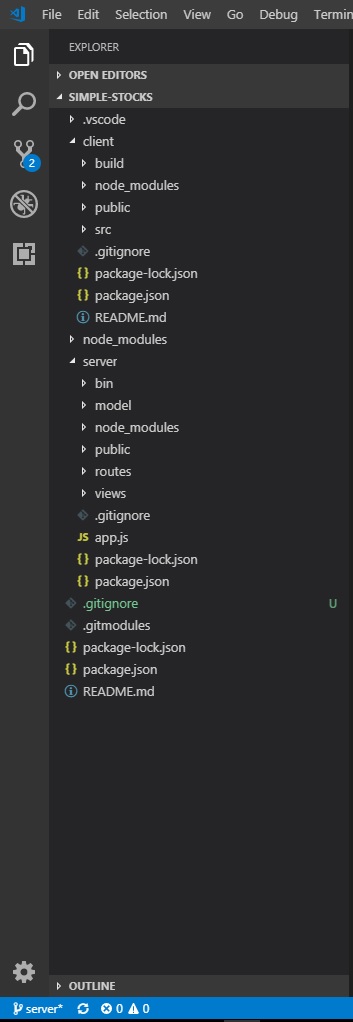 File Edit Selection View Go Debug Termin
EXPLORER
OPEN EDITORS
SIMPLE-STOCKS
.vscode
client
build
node_modules
public
src
.gitignore
{} package-lock.json
{} package.json
README.md
node_modules
server
bin
model
node_modules
public
routes
views
.gitignore
JS app.js
{} package-lock.json
{} package.json
.gitignore U
.gitmodules
{} package-lock.json
{} package.json
README.md
2
OUTLINE
server* 0 0